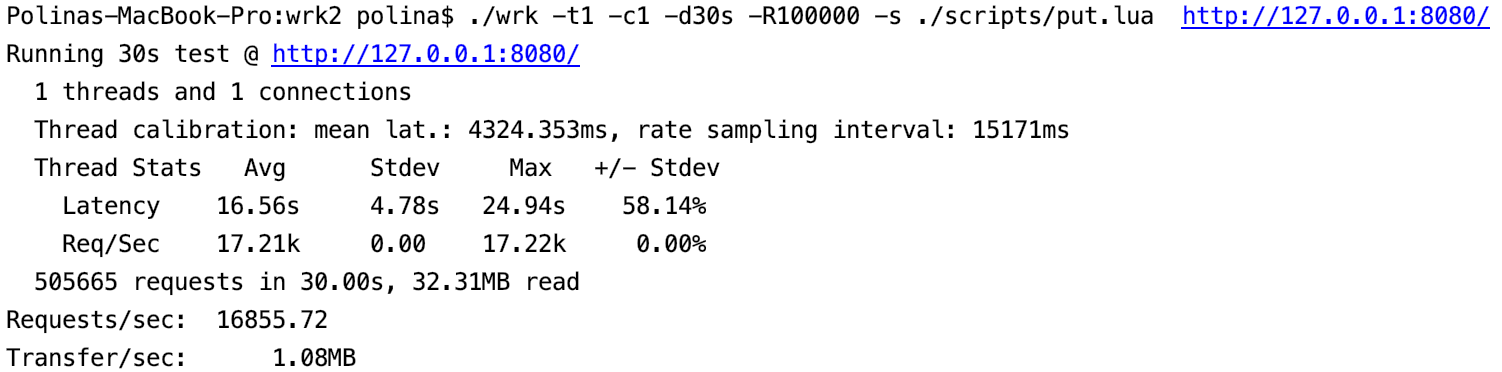 Polinas-MacBook-Pro:wrk2 polina$ ./wrk -t1 -c1 -d30s -R100000 -s ./scripts/put.lua  http://127.0.0.1:8080/
Running 30s test @ http://127.0.0.1:8080/
  1 threads and 1 connections
  Thread calibration: mean lat.: 4324.353ms, rate sampling interval: 15171ms
  Thread Stats   Avg      Stdev     Max   +/- Stdev
    Latency    16.56s     4.78s   24.94s    58.14%
    Req/Sec    17.21k     0.00    17.22k     0.00%
  505665 requests in 30.00s, 32.31MB read
Requests/sec:  16855.72
Transfer/sec:      1.08MB